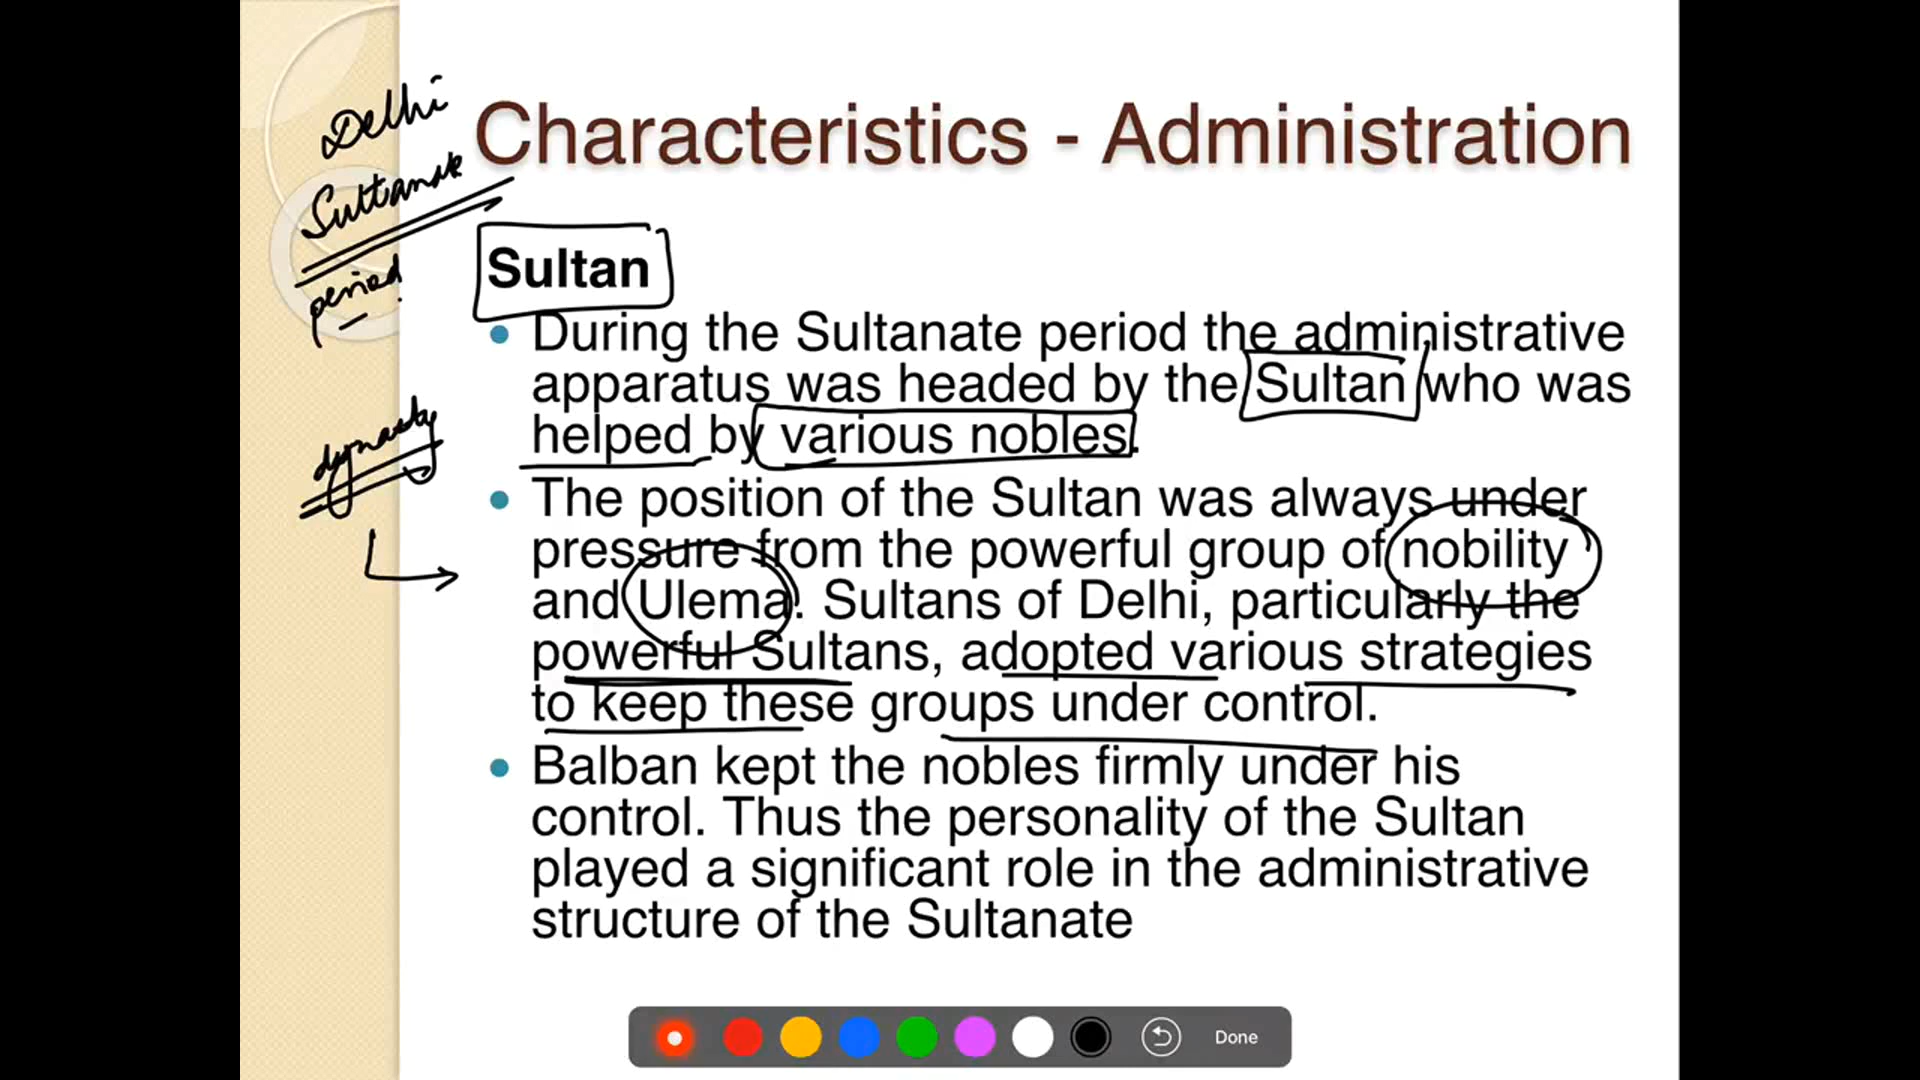 Delhi
Sultanate
period
dynasty
Characteristics - Administration
Sultan
• During the Sultanate period the administrative
apparatus was headed by the Sultan who was
helped by various nobles.
• The position of the Sultan was always under
pressure from the powerful group of nobility
and Ulema. Sultans of Delhi, particularly the
powerful Sultans, adopted various strategies
to keep these groups under control.
• Balban kept the nobles firmly under his
control. Thus the personality of the Sultan
played a significant role in the administrative
structure of the Sultanate
Done